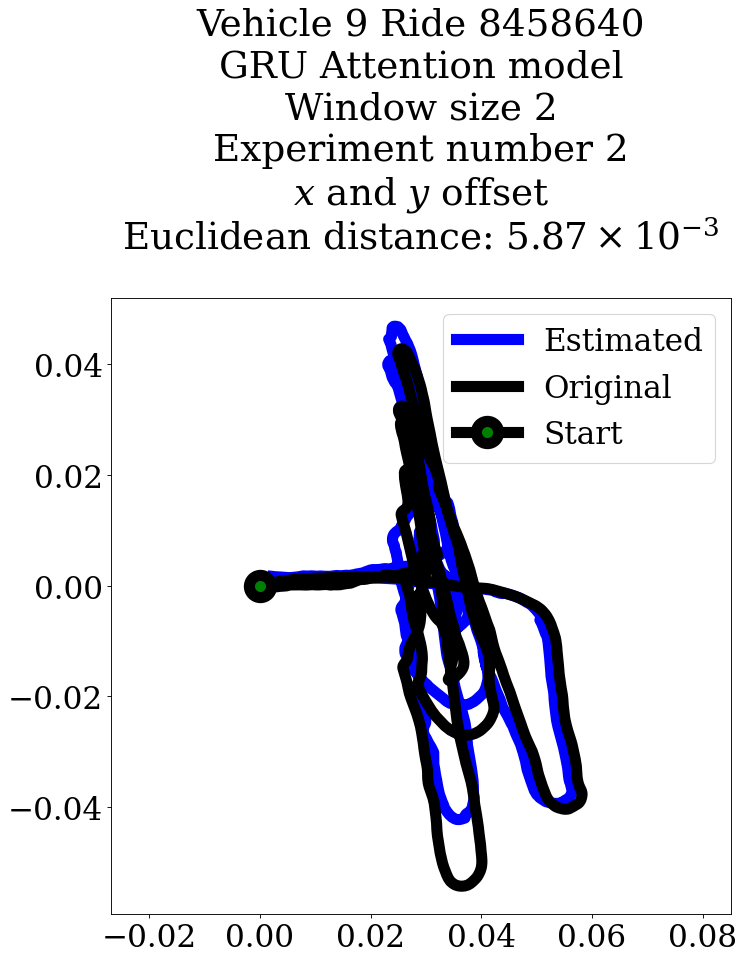 Vehicle 9 Ride 8458640
GRU Attention model
Window size 2
Experiment number 2
x and y offset
Euclidean distance: 5.87 × 10⁻³
Estimated
Original
Start
0.04
0.02
0.00
−0.02
−0.04
−0.02 0.00 0.02 0.04 0.06 0.08